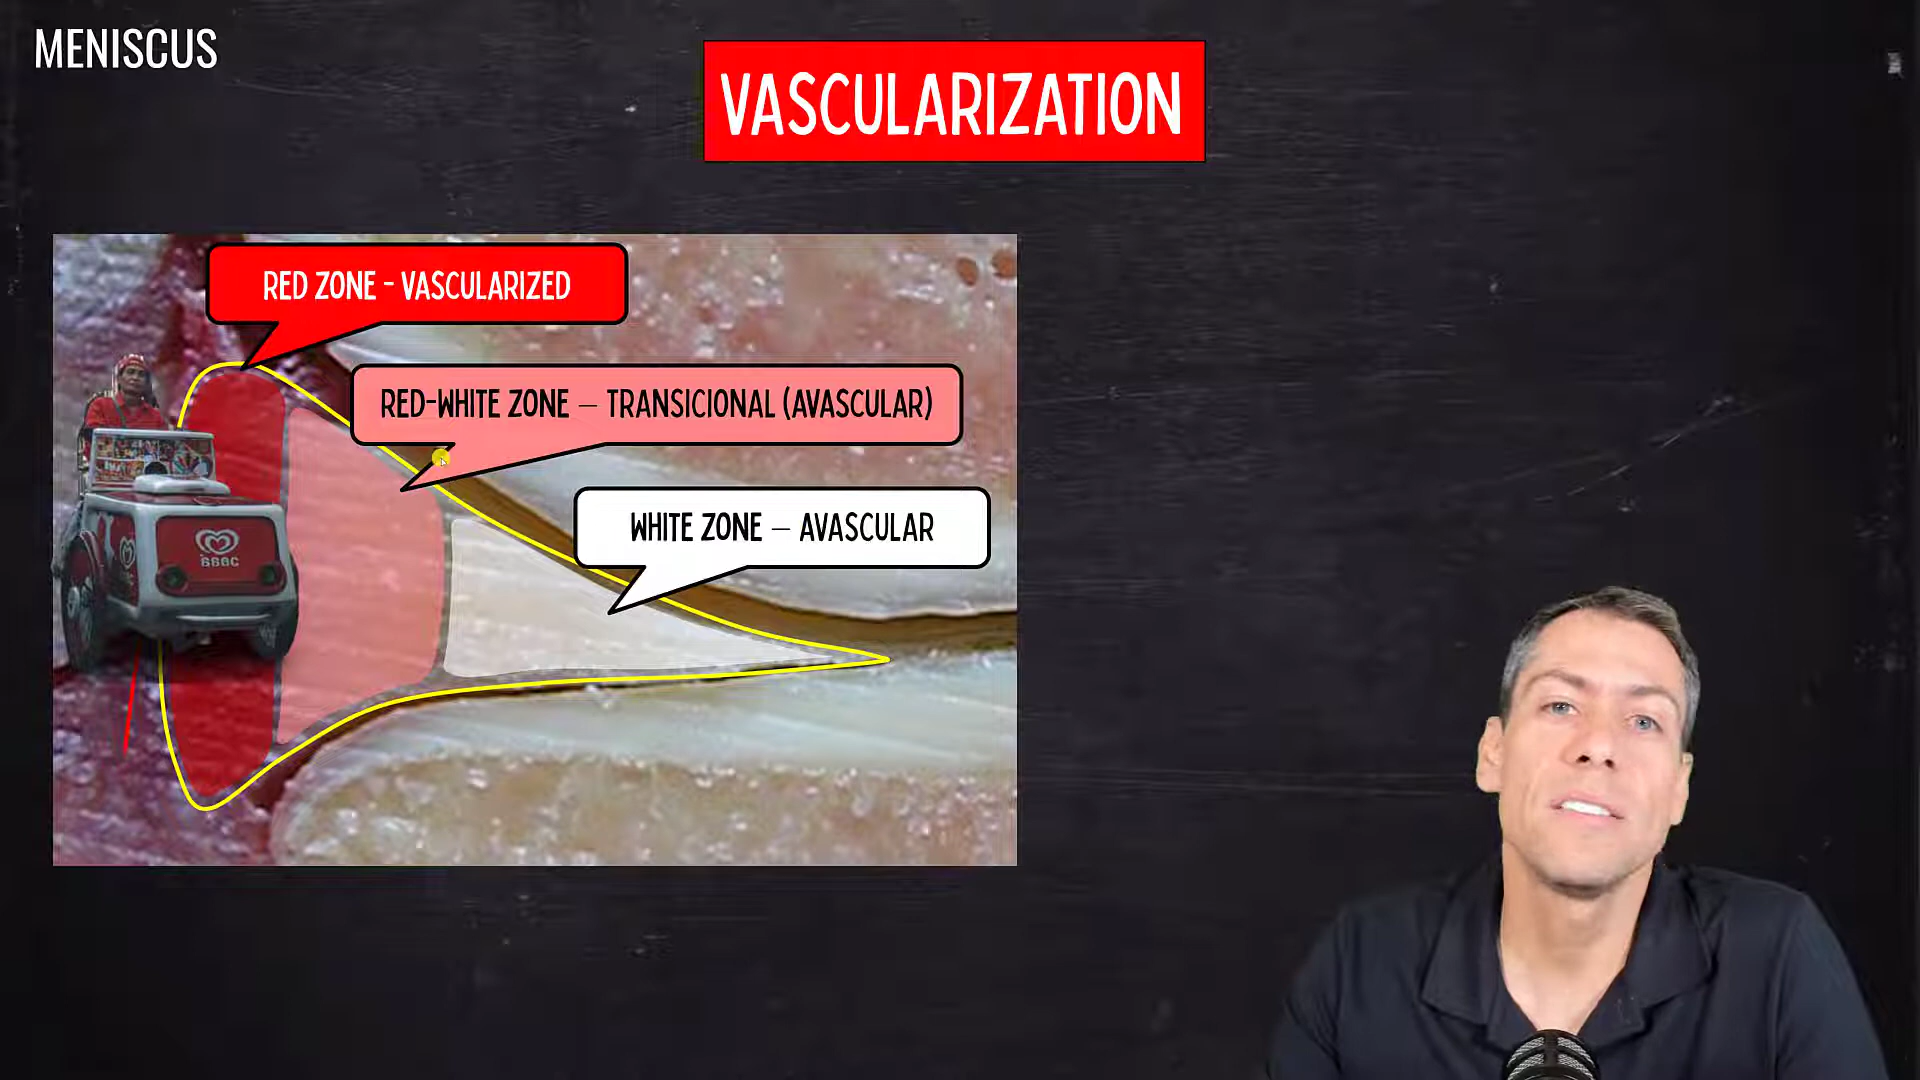 MENISCUS
VASCULARIZATION
RED ZONE - VASCULARIZED
RED-WHITE ZONE – TRANSICIONAL (AVASCULAR)
WHITE ZONE – AVASCULAR